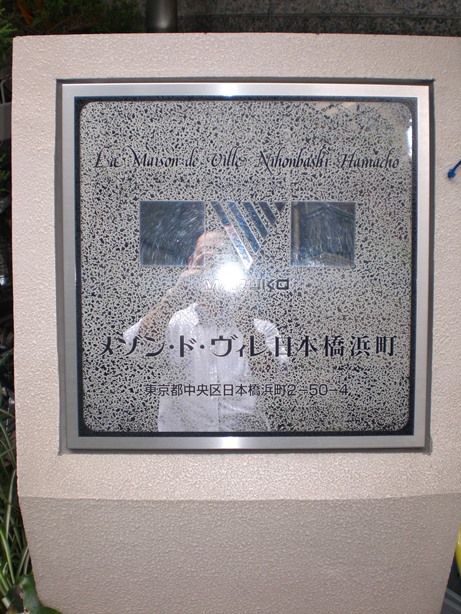 La Maison de Ville Nihonbashi Hamacho
メゾン・ド・ヴィレ日本橋浜町
東京都中央区日本橋浜町2-50-4